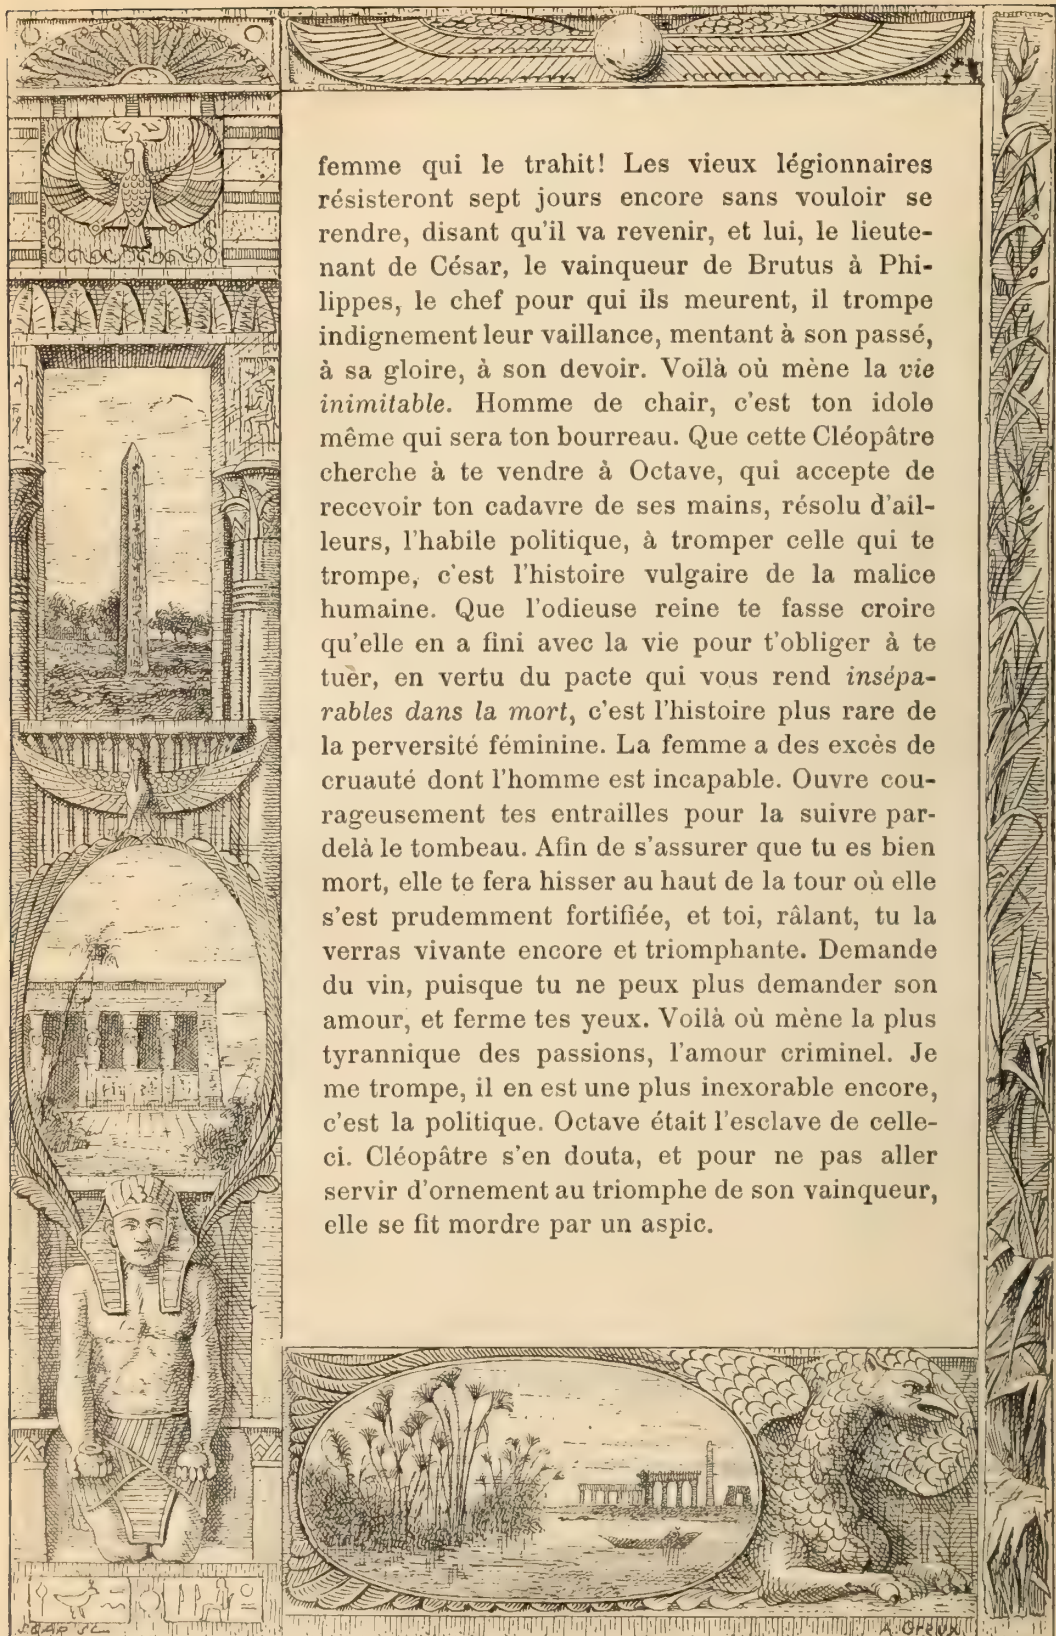 femme qui le trahit! Les vieux légionnaires
résisteront sept jours encore sans vouloir se
rendre, disant qu'il va revenir, et lui, le lieute-
nant de César, le vainqueur de Brutus à Phi-
lippes, le chef pour qui ils meurent, il trompe
indignement leur vaillance, mentant à son passé,
à sa gloire, à son devoir. Voilà où mène la vie
inimitable. Homme de chair, c'est ton idole
même qui sera ton bourreau. Que cette Cléopâtre
cherche à te vendre à Octave, qui accepte de
recevoir ton cadavre de ses mains, résolu d'ail-
leurs, l'habile politique, à tromper celle qui te
trompe, c'est l'histoire vulgaire de la malice
humaine. Que l'odieuse reine te fasse croire
qu'elle en a fini avec la vie pour t'obliger à te
tuèr, en vertu du pacte qui vous rend insépa-
rables dans la mort, c'est l'histoire plus rare de
la perversité féminine. La femme a des excès de
cruauté dont l'homme est incapable. Ouvre cou-
rageusement tes entrailles pour la suivre par-
delà le tombeau. Afin de s'assurer que tu es bien
mort, elle te fera hisser au haut de la tour où elle
s'est prudemment fortifiée, et toi, râlant, tu la
verras vivante encore et triomphante. Demande
du vin, puisque tu ne peux plus demander son
amour, et ferme tes yeux. Voilà où mène la plus
tyrannique des passions, l'amour criminel. Je
me trompe, il en est une plus inexorable encore,
c'est la politique. Octave était l'esclave de celle-
ci. Cléopâtre s'en douta, et pour ne pas aller
servir d'ornement au triomphe de son vainqueur,
elle se fit mordre par un aspic.